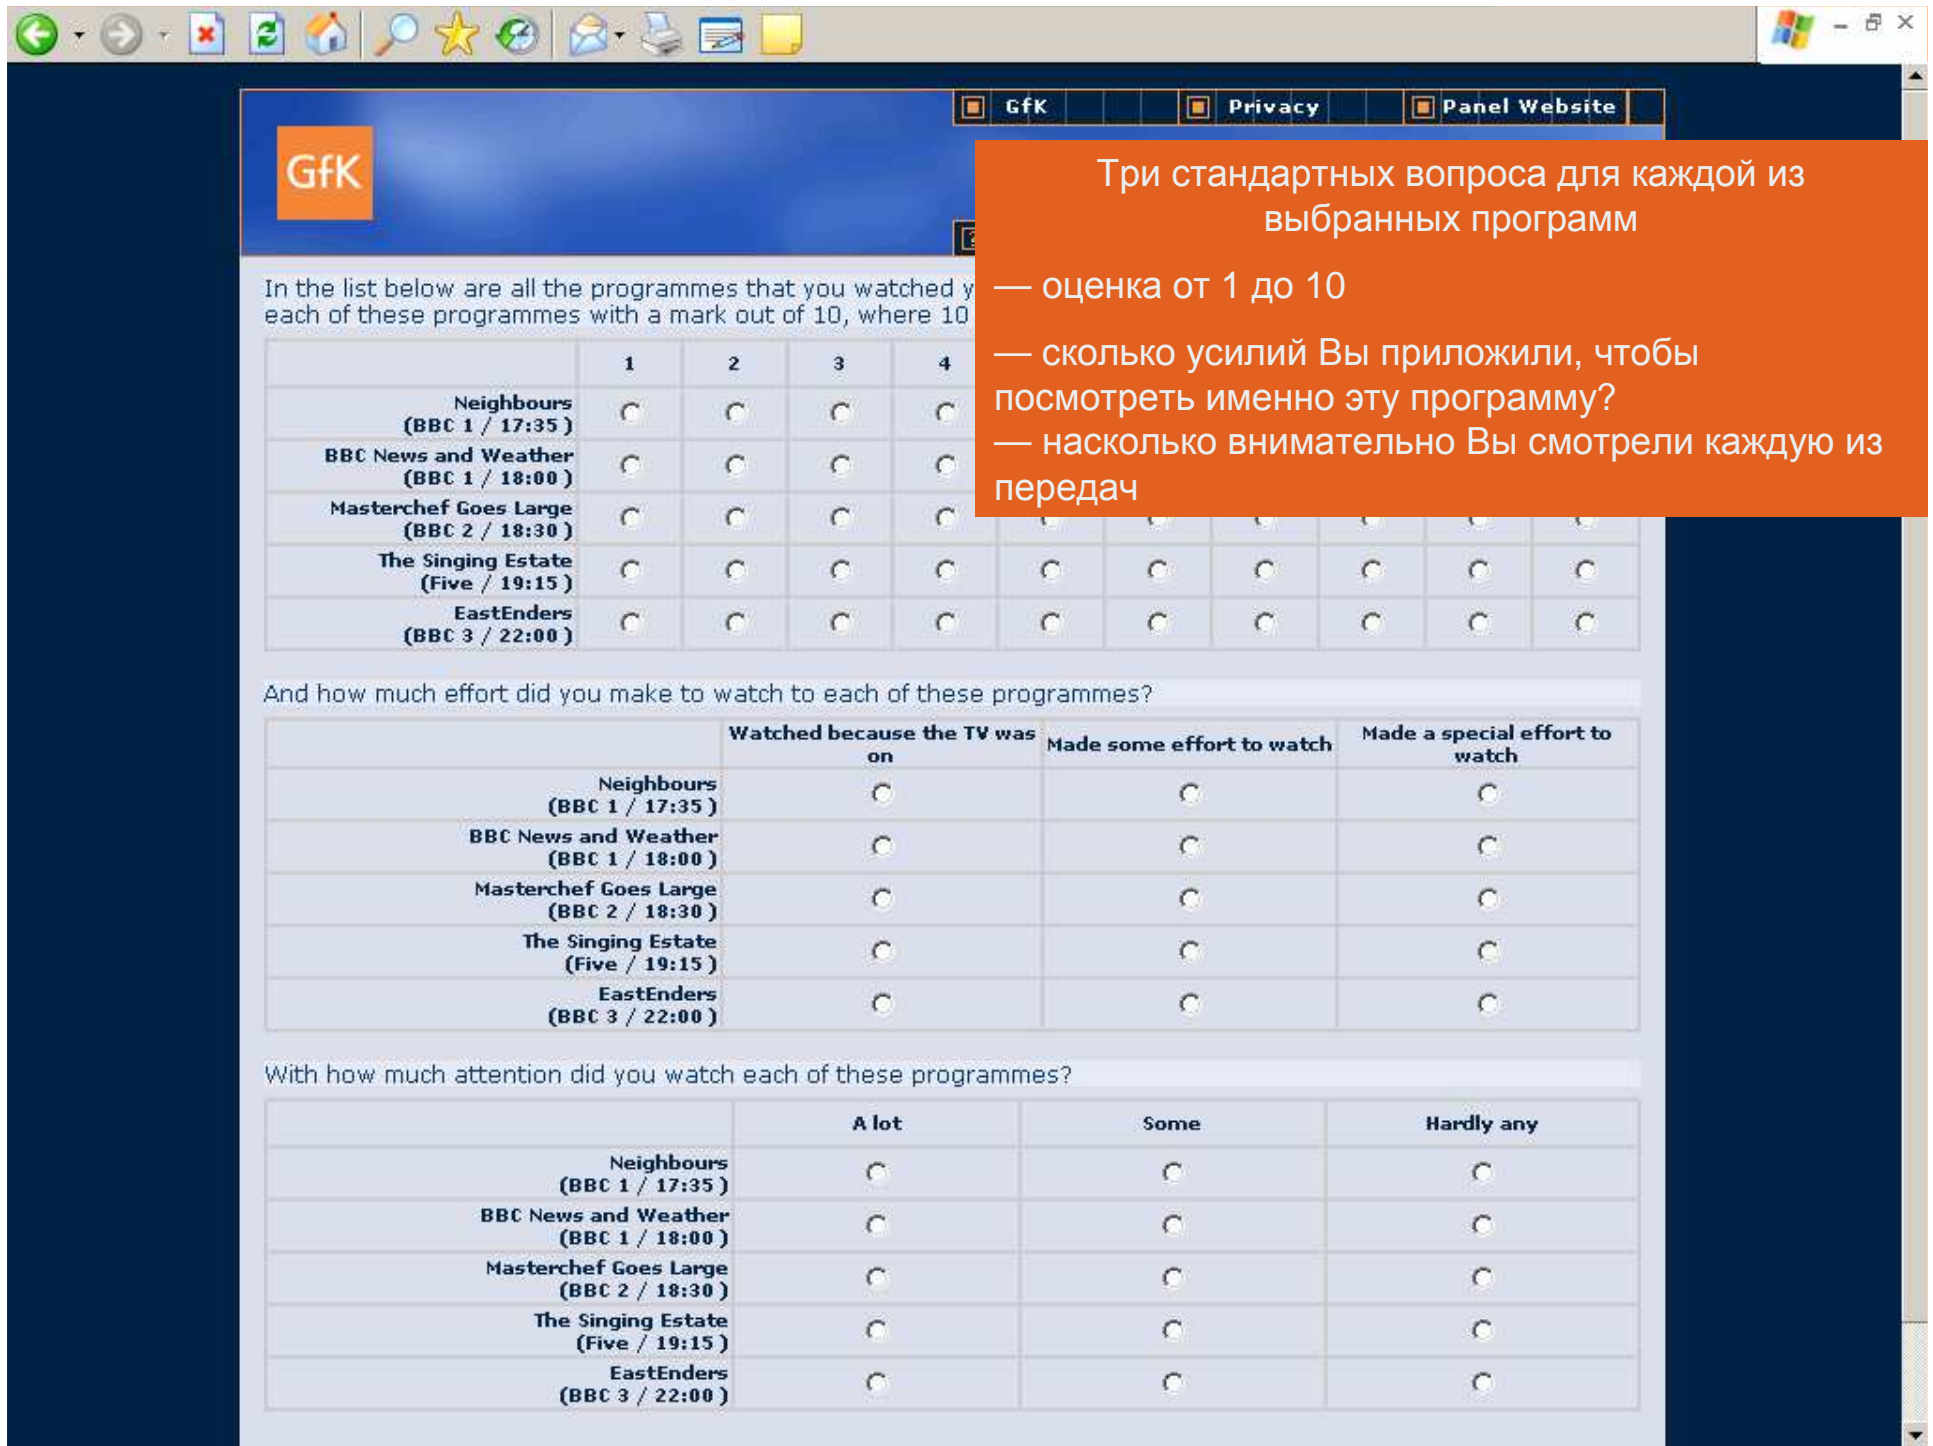 GfK
Privacy
Panel Website
GfK
Три стандартных вопроса для каждой из
выбранных программ
— оценка от 1 до 10
— сколько усилий Вы приложили, чтобы
посмотреть именно эту программу?
— насколько внимательно Вы смотрели каждую из
передач
In the list below are all the programmes that you watched
each of these programmes with a mark out of 10, where 10
1 2 3 4
Neighbours
(BBC 1 / 17:35 )
BBC News and Weather
(BBC 1 / 18:00 )
Masterchef Goes Large
(BBC 2 / 18:30 )
The Singing Estate
(Five / 19:15 )
EastEnders
(BBC 3 / 22:00 )
And how much effort did you make to watch to each of these programmes?
Watched because the TV was
on
Made some effort to watch
Made a special effort to
watch
Neighbours
(BBC 1 / 17:35 )
BBC News and Weather
(BBC 1 / 18:00 )
Masterchef Goes Large
(BBC 2 / 18:30 )
The Singing Estate
(Five / 19:15 )
EastEnders
(BBC 3 / 22:00 )
With how much attention did you watch each of these programmes?
A lot
Some
Hardly any
Neighbours
(BBC 1 / 17:35 )
BBC News and Weather
(BBC 1 / 18:00 )
Masterchef Goes Large
(BBC 2 / 18:30 )
The Singing Estate
(Five / 19:15 )
EastEnders
(BBC 3 / 22:00 )